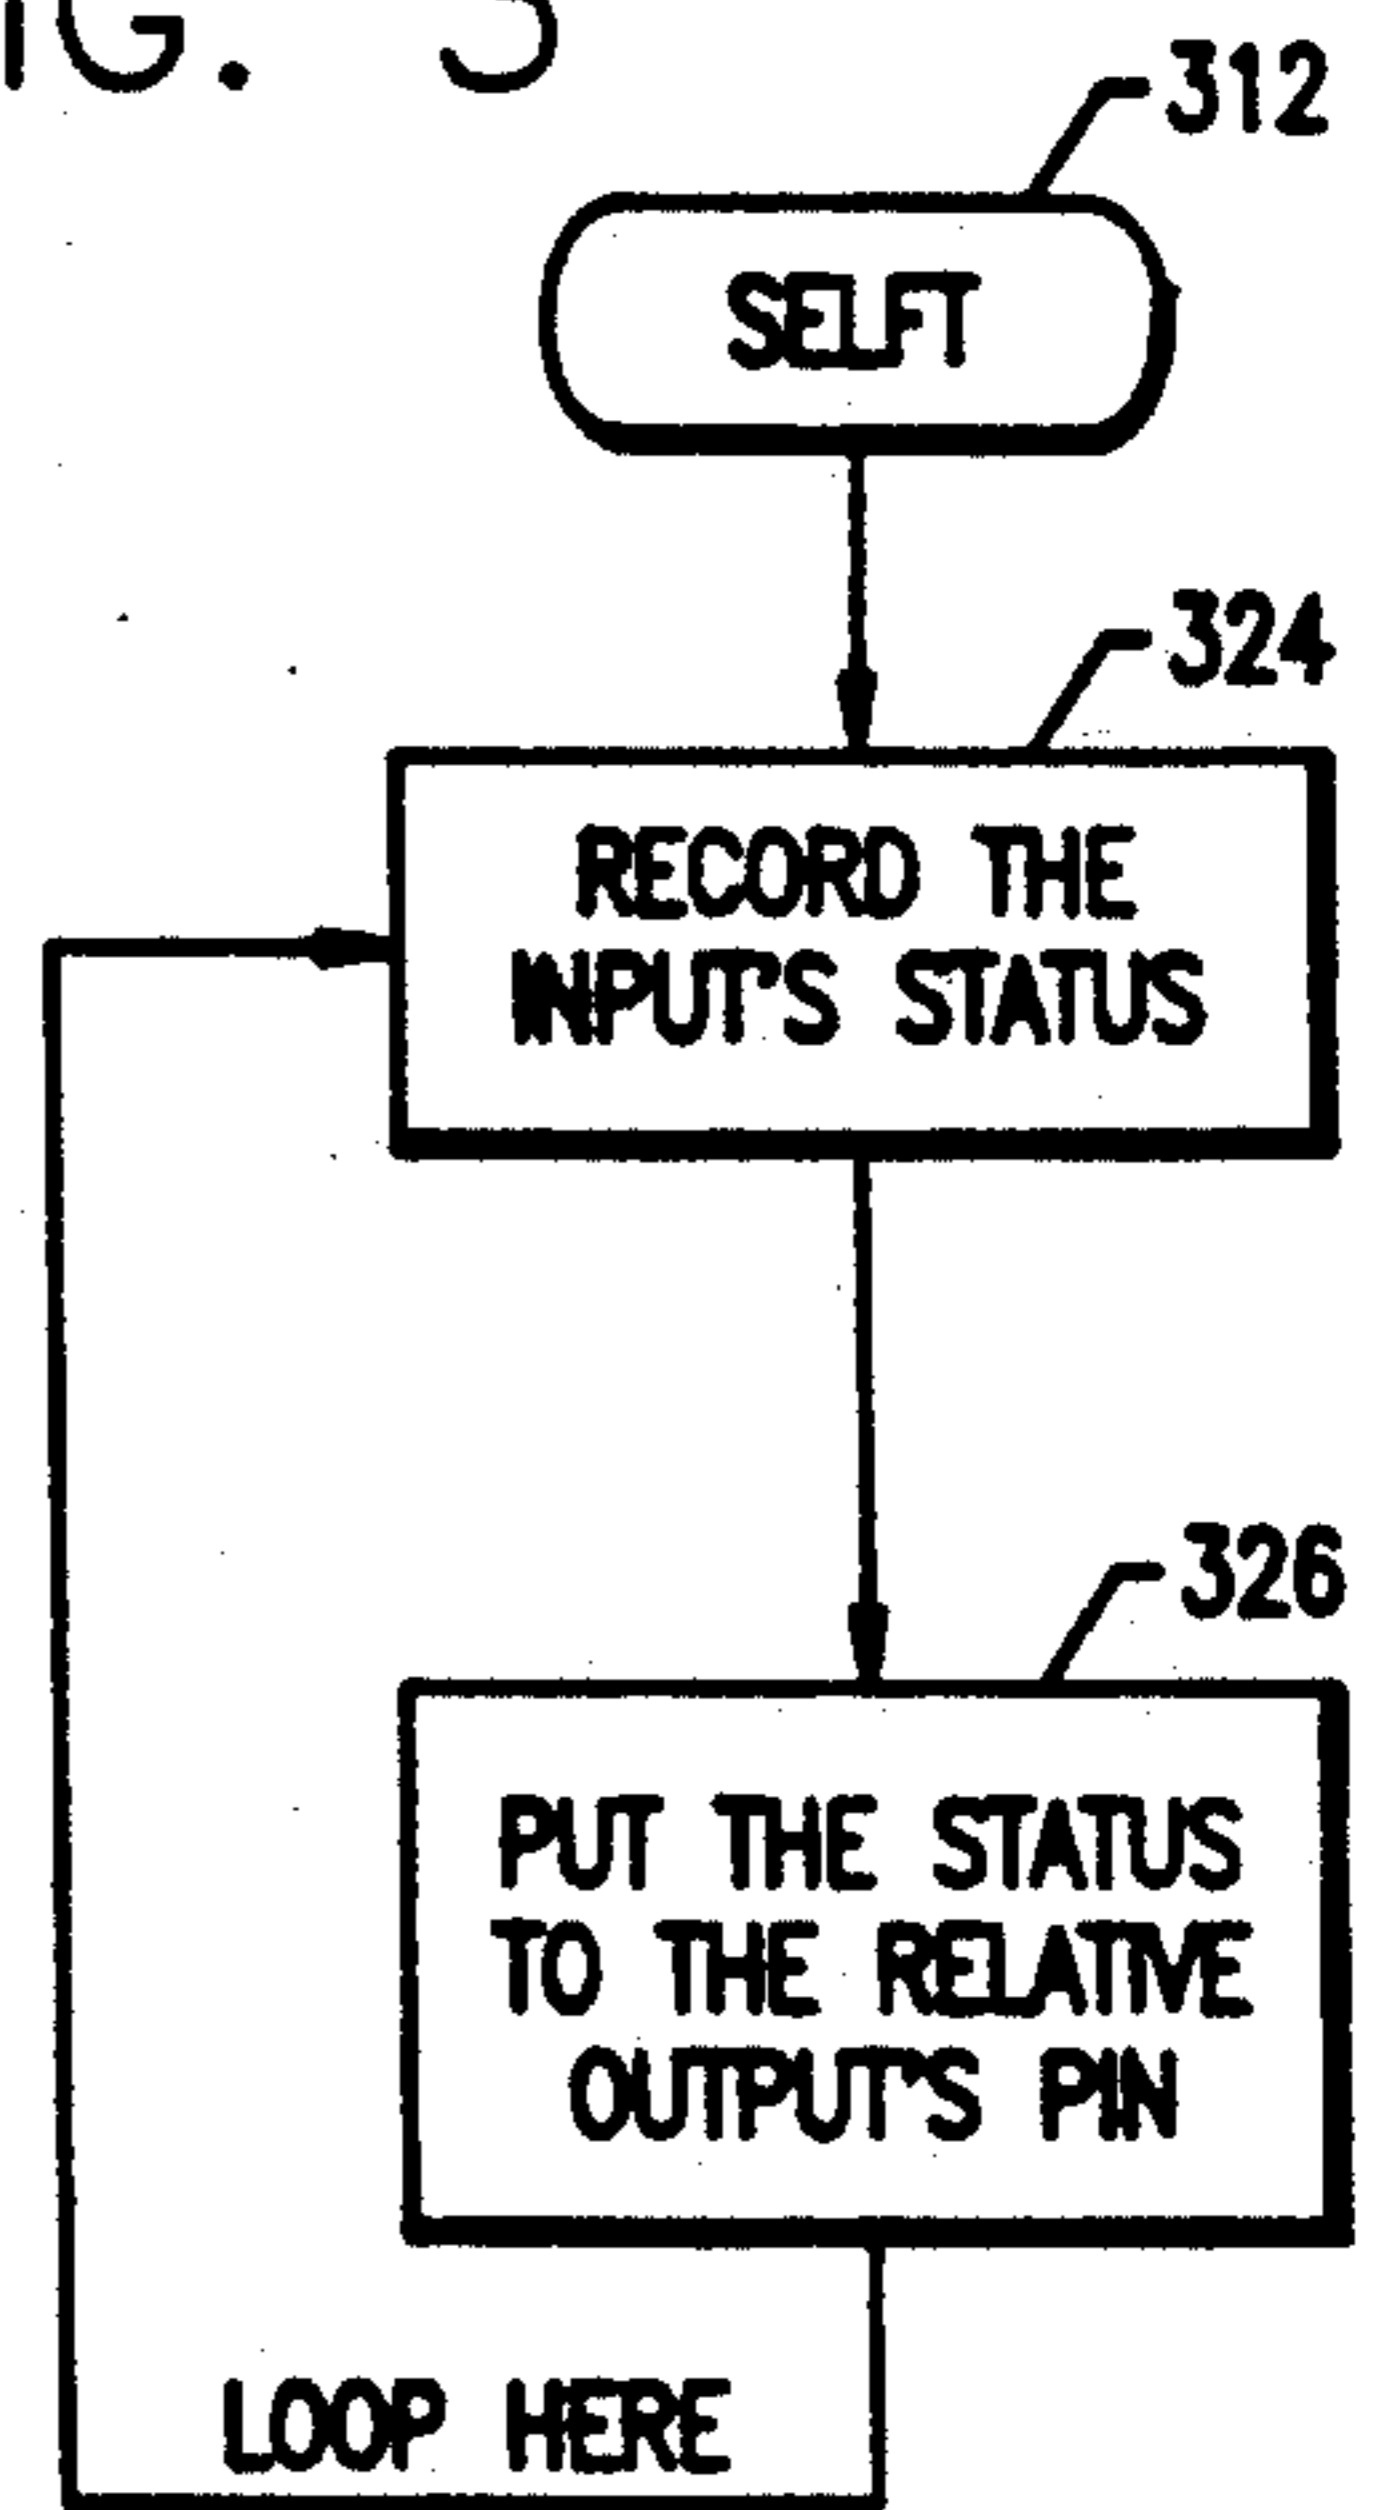 IG. 3
312
SELFT
324
RECORD THE
INPUT'S STATUS
326
PUT THE STATUS
TO THE RELATIVE
OUTPUT'S PIN
LOOP HERE